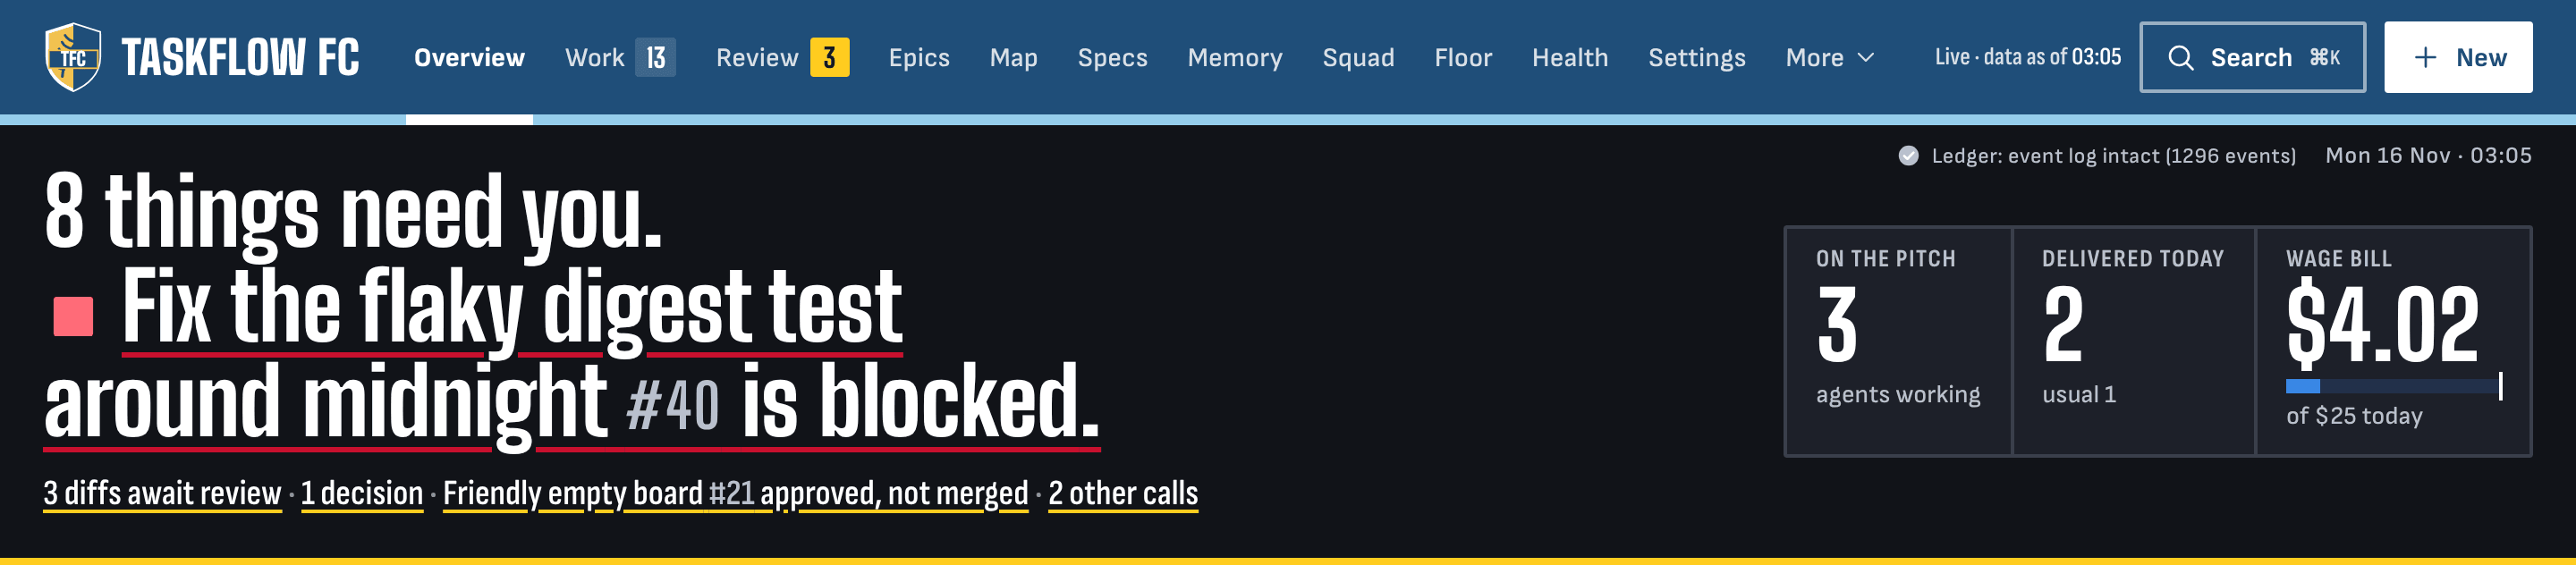 TFC TASKFLOW FC Overview Work 13 Review 3 Epics Map Specs Memory Squad Floor Health Settings More Live · data as of 03:05 Search ⌘K + New
Ledger: event log intact (1296 events) Mon 16 Nov · 03:05
8 things need you.
Fix the flaky digest test
around midnight #40 is blocked.
3 diffs await review · 1 decision · Friendly empty board #21 approved, not merged · 2 other calls
ON THE PITCH
3
agents working
DELIVERED TODAY
2
usual 1
WAGE BILL
$4.02
of $25 today